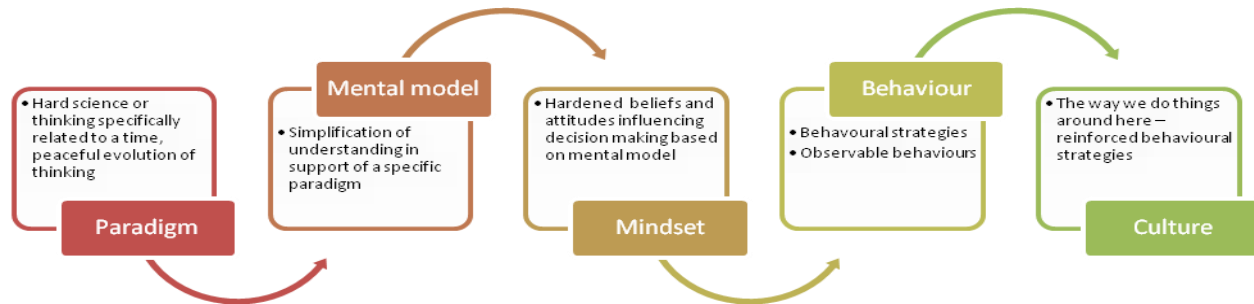 • Hard science or
thinking specifically
related to a time,
peaceful evolution of
thinking
Paradigm
Mental model
• Simplification of
understanding in
support of a specific
paradigm
• Hardened beliefs and
attitudes influencing
decision making based
on mental model
Mindset
Behaviour
• Behavoural strategies
• Observable behaviours
• The way we do things
around here –
reinforced behavioural
strategies
Culture